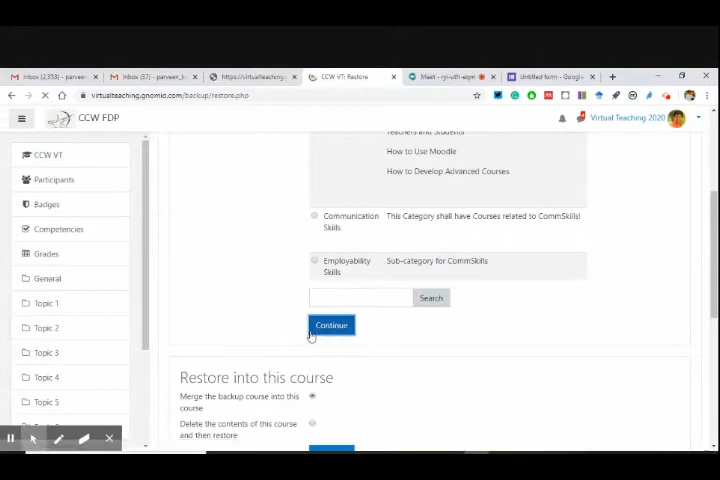 Inbox (2,353) - parveen
Inbox (37) - parveen_k
https://virtualteaching.gnomio
CCW VT: Restore
Meet - rjy-uth-eqm
Untitled form - Google
virtualteaching.gnomio.com/backup/restore.php
CCW FDP
Virtual Teaching 2020
CCW VT
Participants
Badges
Competencies
Grades
General
Topic 1
Topic 2
Topic 3
Topic 4
Topic 5
Teachers and Students
How to Use Moodle
How to Develop Advanced Courses
Communication Skills
This Category shall have Courses related to CommSkills!
Employability Skills
Sub-category for CommSkills
Search
Continue
Restore into this course
Merge the backup course into this
course
Delete the contents of this course
and then restore